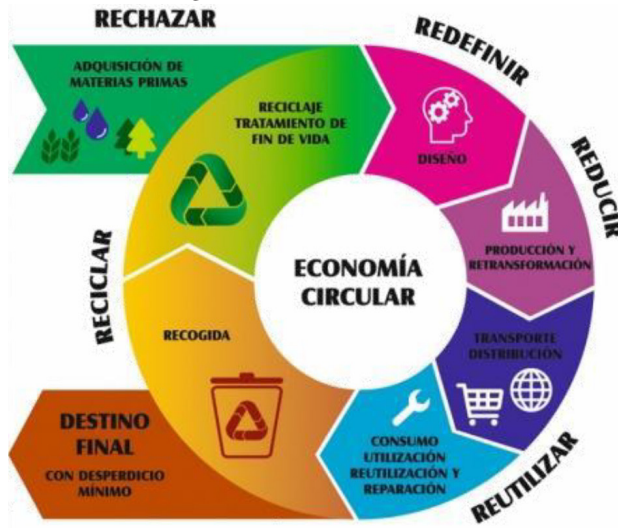 RECHAZAR
ADQUISICIÓN DE
MATERIAS PRIMAS
RECICLAJE
TRATAMIENTO DE
FIN DE VIDA
REDEFINIR
DISEÑO
REDUCIR
PRODUCCIÓN Y
RETRANSFORMACIÓN
ECONOMÍA
CIRCULAR
TRANSPORTE
DISTRIBUCIÓN
REUTILIZAR
CONSUMO
UTILIZACIÓN
REUTILIZACIÓN Y
REPARACIÓN
RECICLAR
RECOGIDA
DESTINO
FINAL
CON DESPERDICIO
MÍNIMO